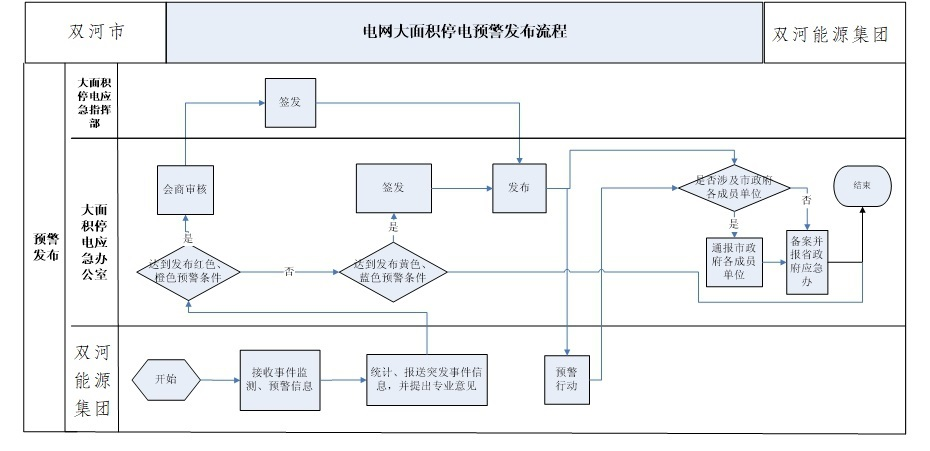 双河市
电网大面积停电预警发布流程
双河能源集团
预警
发布
大面积
停电应
急指挥
部
签发
大面
积停
电应
急办
公室
会商审核
签发
发布
是否涉及市政府
各成员单位
结束
是
是
是
否
达到发布红色、
橙色预警条件
否
达到发布黄色、
蓝色预警条件
通报市政
府各成员
单位
备案并
报省政
府应急
办
双河
能源
集团
开始
接收事件监
测、预警信息
统计、报送突发事件信
息，并提出专业意见
预警
行动